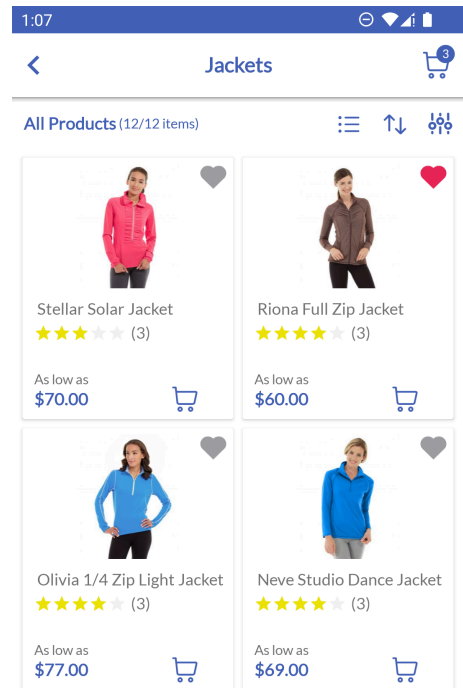 1:07
3
Jackets
All Products (12/12 items)
Stellar Solar Jacket
(3)
As low as
$70.00
Riona Full Zip Jacket
(3)
As low as
$60.00
Olivia 1/4 Zip Light Jacket
(3)
As low as
$77.00
Neve Studio Dance Jacket
(3)
As low as
$69.00